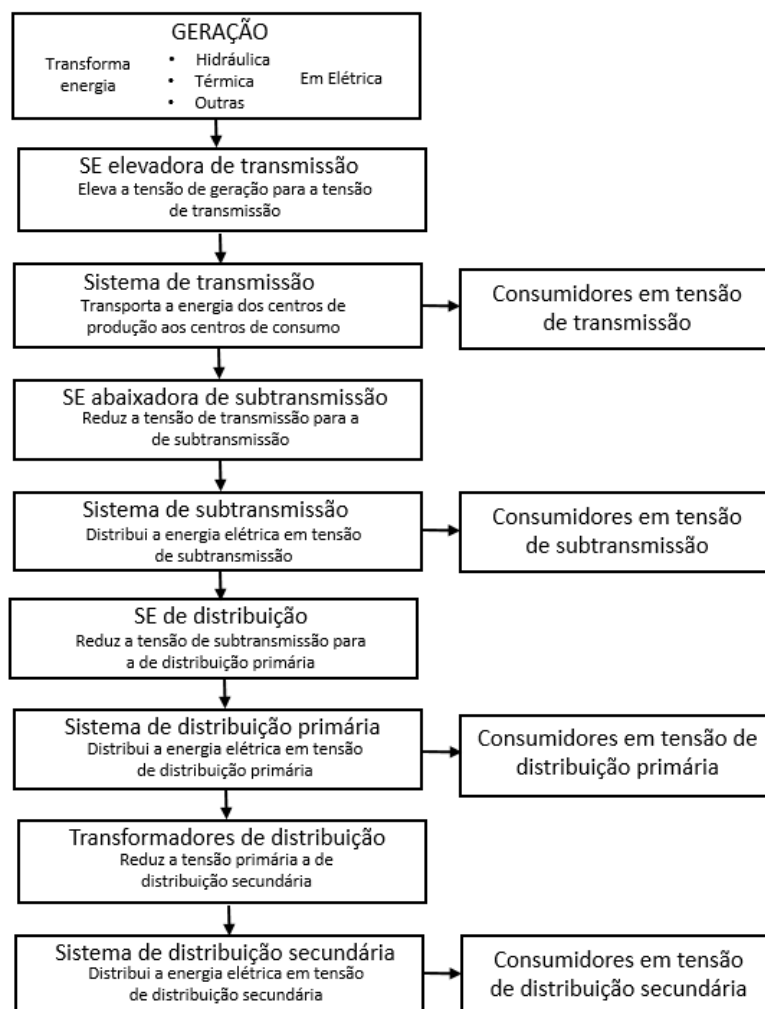 GERAÇÃO
Transforma
energia
• Hidráulica
• Térmica
• Outras
Em Elétrica
SE elevadora de transmissão
Eleva a tensão de geração para a tensão
de transmissão
Sistema de transmissão
Transporta a energia dos centros de
produção aos centros de consumo
Consumidores em tensão
de transmissão
SE abaixadora de subtransmissão
Reduz a tensão de transmissão para a
de subtransmissão
Sistema de subtransmissão
Distribui a energia elétrica em tensão
de subtransmissão
Consumidores em tensão
de subtransmissão
SE de distribuição
Reduz a tensão de subtransmissão para
a de distribuição primária
Sistema de distribuição primária
Distribui a energia elétrica em tensão
de distribuição primária
Consumidores em tensão de
distribuição primária
Transformadores de distribuição
Reduz a tensão primária a de
distribuição secundária
Sistema de distribuição secundária
Distribui a energia elétrica em tensão
de distribuição secundária
Consumidores em tensão
de distribuição secundária